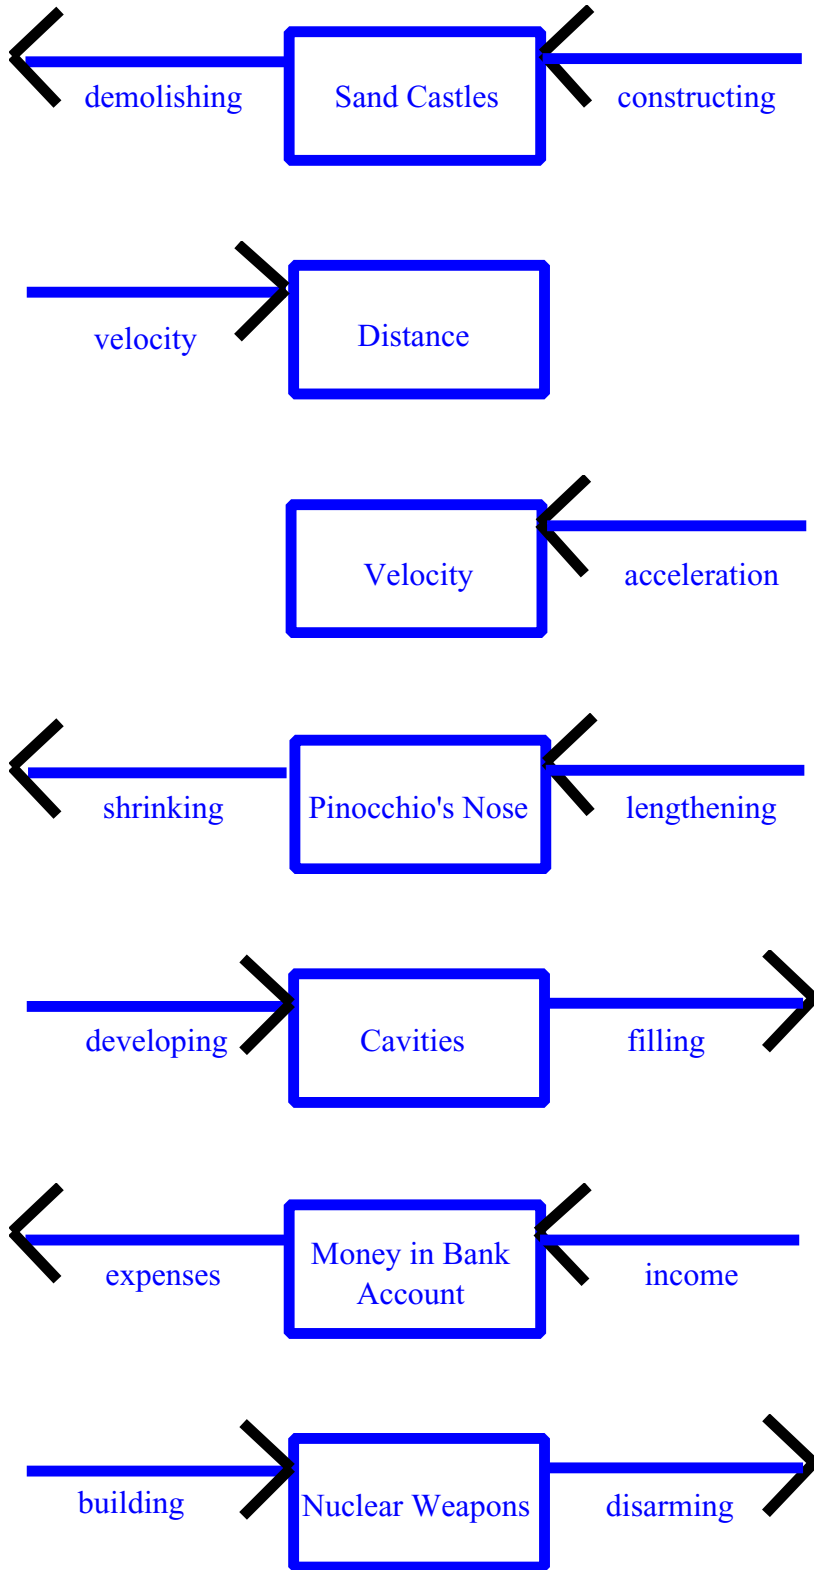 demolishing
Sand Castles
constructing
velocity
Distance
Velocity
acceleration
shrinking
Pinocchio's Nose
lengthening
developing
Cavities
filling
expenses
Money in Bank
Account
income
building
Nuclear Weapons
disarming